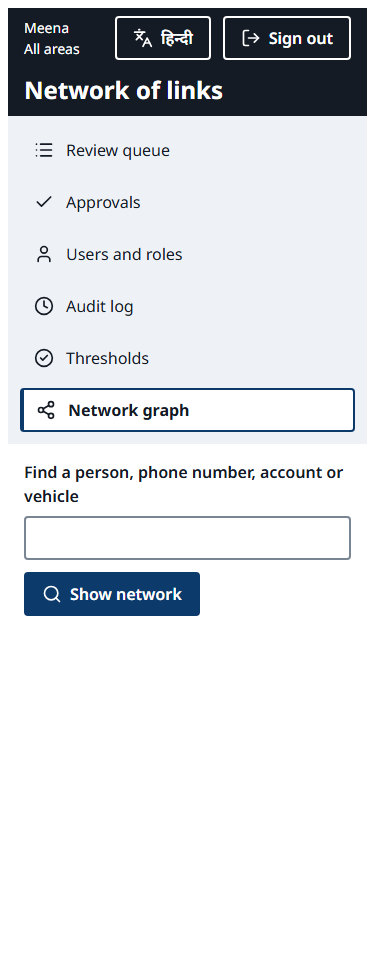 Meena
All areas
हिन्दी
Sign out
Network of links
Review queue
Approvals
Users and roles
Audit log
Thresholds
Network graph
Find a person, phone number, account or
vehicle
Show network